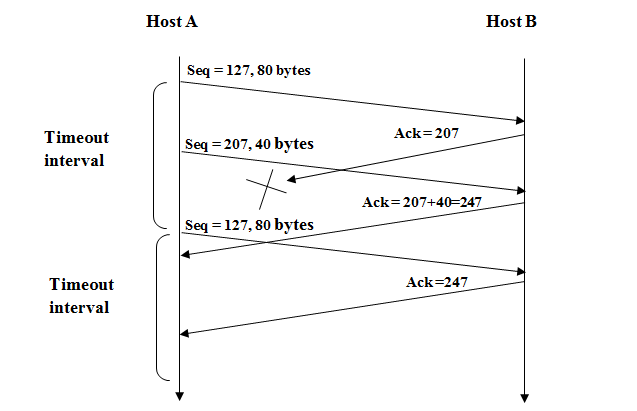 Host A
Host B
Seq = 127, 80 bytes
Ack = 207
Timeout
interval
Seq = 207, 40 bytes
Ack = 207+40=247
Seq = 127, 80 bytes
Ack=247
Timeout
interval